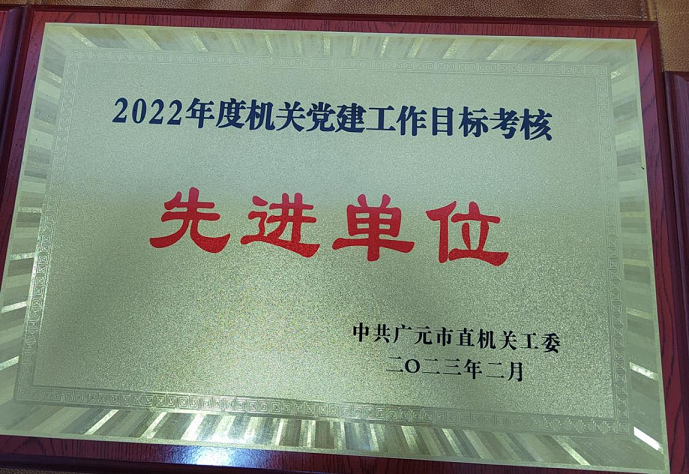 2022年度机关党建工作目标考核
先进单位
中共广元市直机关工委
二〇二三年二月